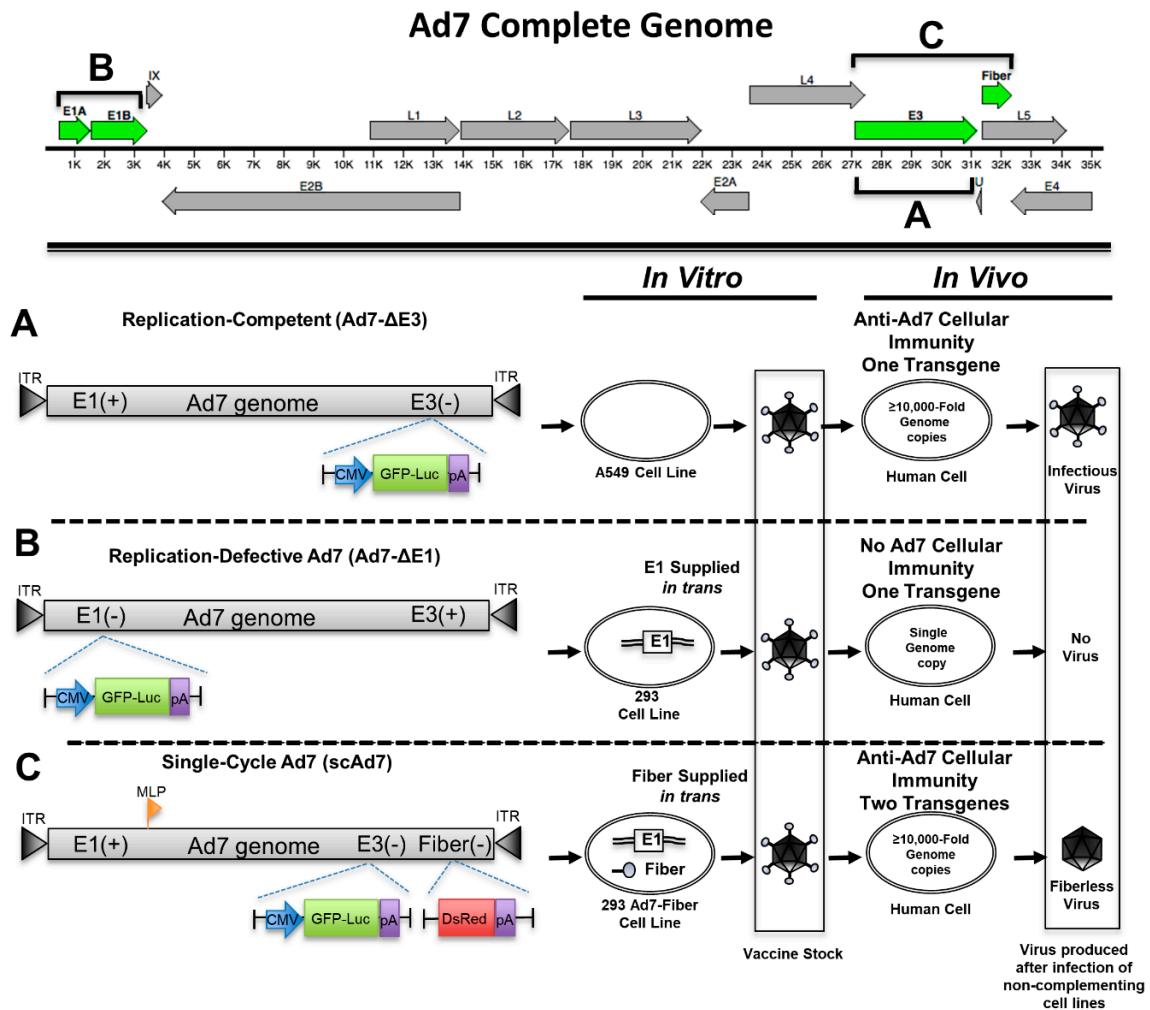 Ad7 Complete Genome
B
C
IX
L4
Fiber
E1A
E1B
L1
L2
L3
E3
L5
1K 2K 3K 4K 5K 6K 7K 8K 9K 10K 11K 12K 13K 14K 15K 16K 17K 18K 19K 20K 21K 22K 23K 24K 25K 26K 27K 28K 29K 30K 31K 32K 33K 34K 35K
E2B
E2A
U
E4
A
In Vitro
In Vivo
A
Replication-Competent (Ad7-ΔE3)
ITR
ITR
E1(+)
Ad7 genome
E3(-)
CMV
GFP-Luc
pA
A549 Cell Line
Anti-Ad7 Cellular
Immunity
One Transgene
≥10,000-Fold
Genome
copies
Human Cell
Infectious
Virus
B
Replication-Defective Ad7 (Ad7-ΔE1)
ITR
ITR
E1(-)
Ad7 genome
E3(+)
CMV
GFP-Luc
pA
E1 Supplied
in trans
E1
293
Cell Line
No Ad7 Cellular
Immunity
One Transgene
Single
Genome
copy
Human Cell
No
Virus
C
Single-Cycle Ad7 (scAd7)
MLP
ITR
ITR
E1(+)
Ad7 genome
E3(-)
Fiber(-)
CMV
GFP-Luc
pA
DsRed
pA
Fiber Supplied
in trans
E1
Fiber
293 Ad7-Fiber
Cell Line
Anti-Ad7 Cellular
Immunity
Two Transgenes
≥10,000-Fold
Genome
copies
Human Cell
Fiberless
Virus
Vaccine Stock
Virus produced
after infection of
non-complementing
cell lines